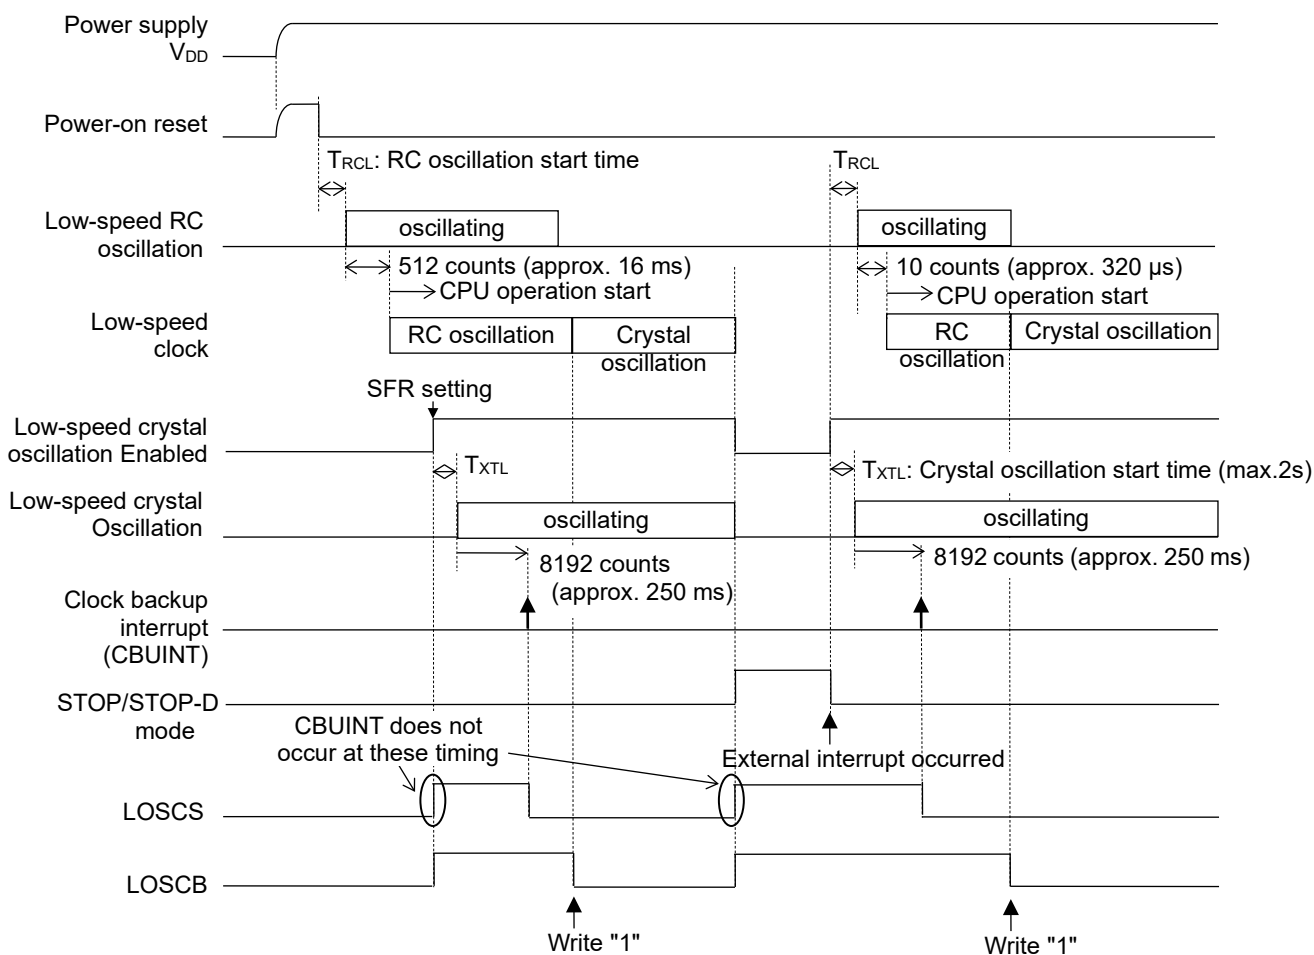 Power supply
VDD
Power-on reset
TRCL: RC oscillation start time
TRCL
Low-speed RC
oscillation
oscillating
oscillating
512 counts (approx. 16 ms)
10 counts (approx. 320 µs)
CPU operation start
CPU operation start
Low-speed
clock
RC oscillation
Crystal
oscillation
RC
oscillation
Crystal oscillation
SFR setting
Low-speed crystal
oscillation Enabled
TXTL
TXTL: Crystal oscillation start time (max.2s)
Low-speed crystal
Oscillation
oscillating
oscillating
8192 counts
(approx. 250 ms)
8192 counts (approx. 250 ms)
Clock backup
interrupt
(CBUINT)
STOP/STOP-D
mode
CBUINT does not
occur at these timing
External interrupt occurred
LOSCS
LOSCB
Write "1"
Write "1"